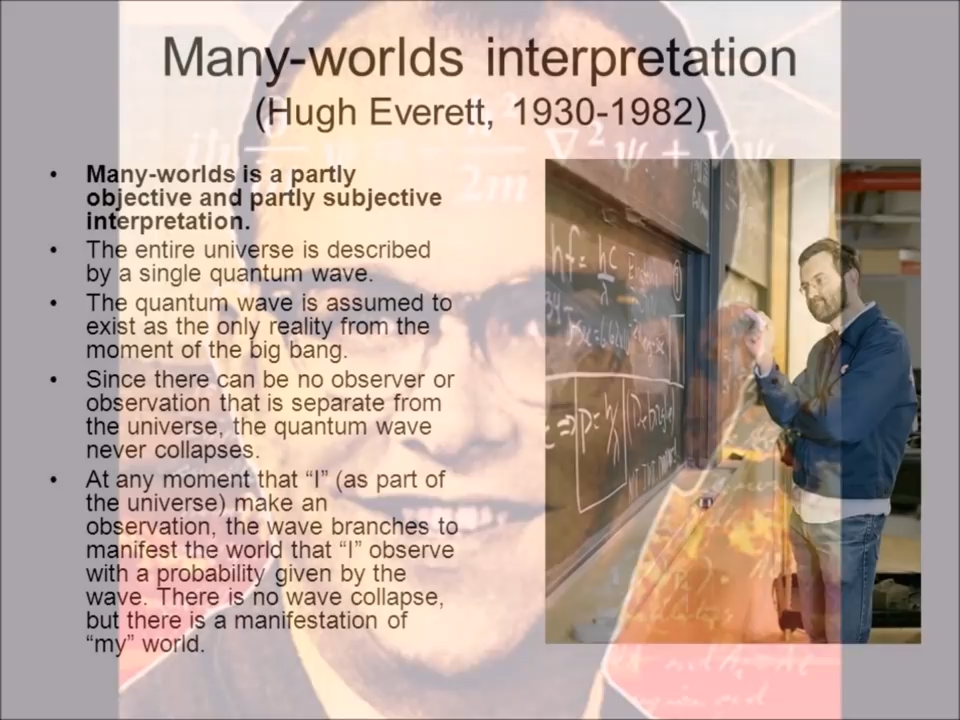 Many-worlds interpretation
(Hugh Everett, 1930-1982)
• Many-worlds is a partly
objective and partly subjective
interpretation.
• The entire universe is described
by a single quantum wave.
• The quantum wave is assumed to
exist as the only reality from the
moment of the big bang.
• Since there can be no observer or
observation that is separate from
the universe, the quantum wave
never collapses.
• At any moment that “I” (as part of
the universe) make an
observation, the wave branches to
manifest the world that “I” observe
with a probability given by the
wave. There is no wave collapse,
but there is a manifestation of
“my” world.
2m ∇² ψ + Vψ
hf = hc
λ